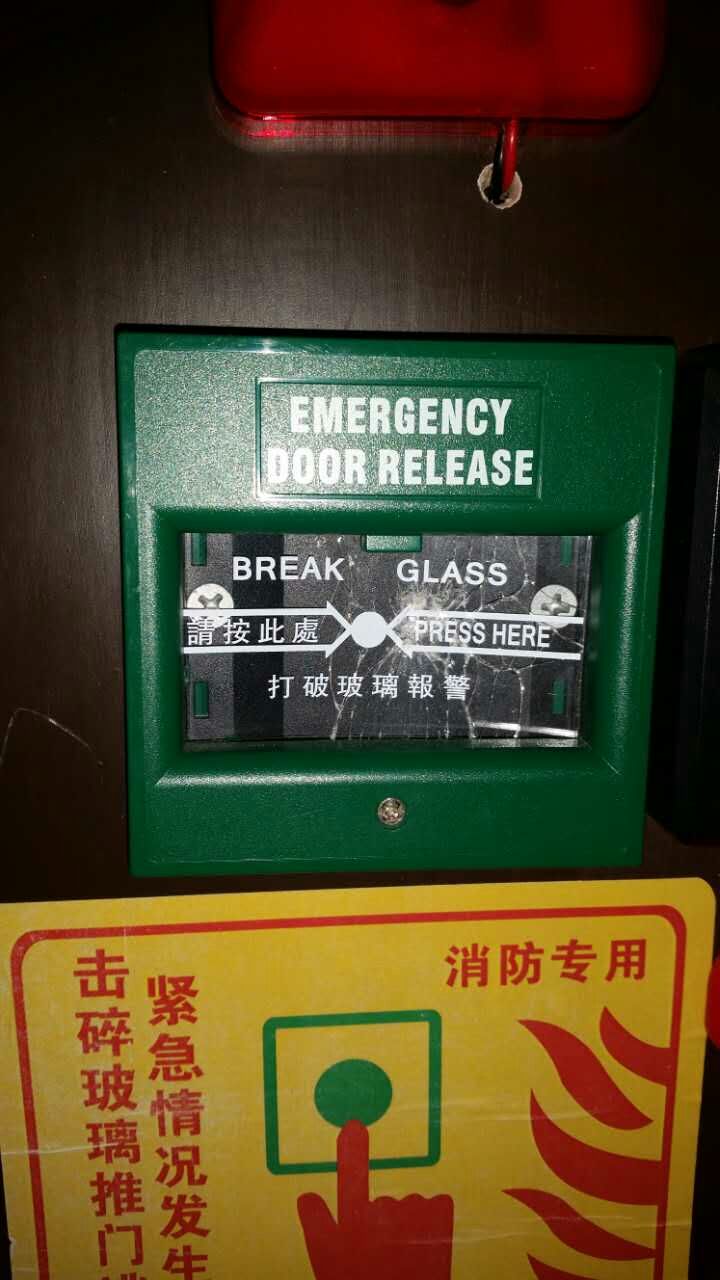 EMERGENCY
DOOR RELEASE
BREAK GLASS
請按此處 PRESS HERE
打破玻璃報警
消防专用
紧急情况发生
击碎玻璃推门